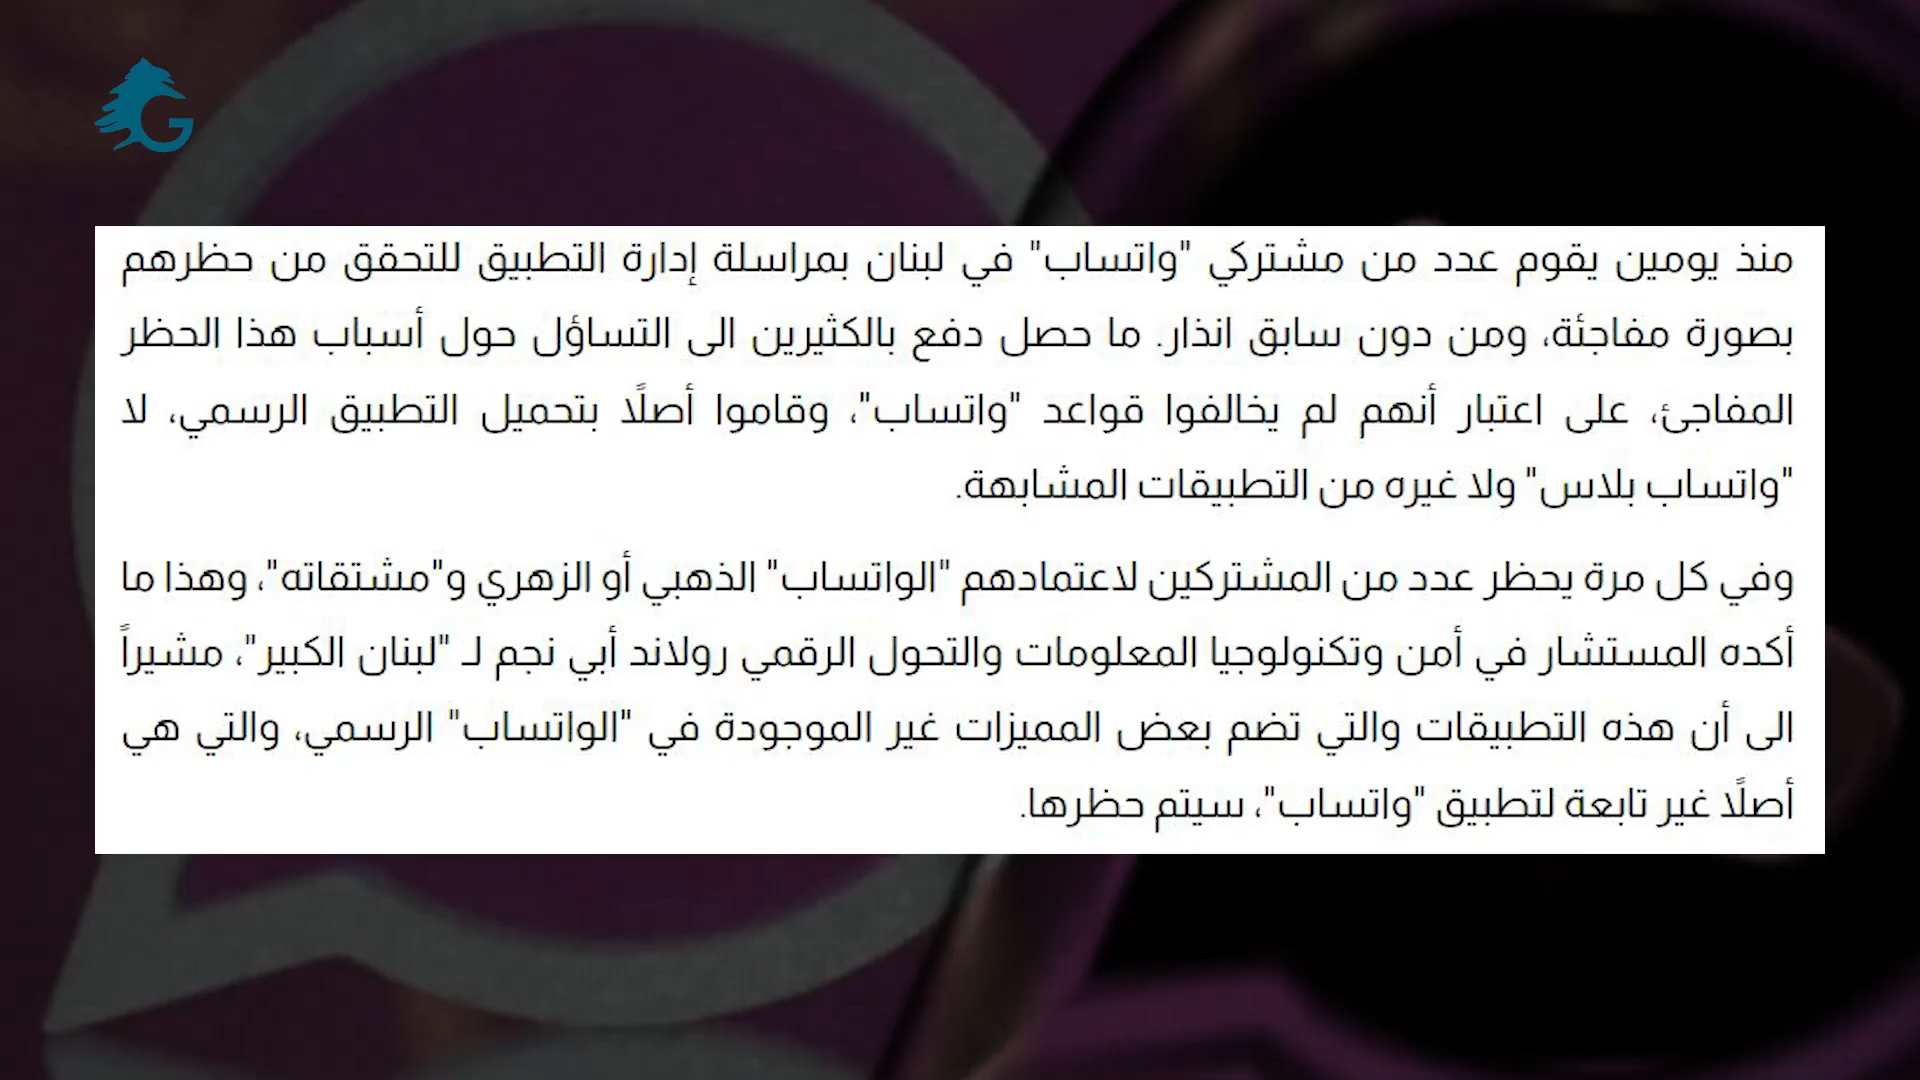 G
منذ يومين يقوم عدد من مشتركي "واتساب" في لبنان بمراسلة إدارة التطبيق للتحقق من حظرهم
بصورة مفاجئة، ومن دون سابق انذار. ما حصل دفع بالكثيرين الى التساؤل حول أسباب هذا الحظر
المفاجئ، على اعتبار أنهم لم يخالفوا قواعد "واتساب"، وقاموا أصلًا بتحميل التطبيق الرسمي، لا
"واتساب بلاس" ولا غيره من التطبيقات المشابهة.
وفي كل مرة يحظر عدد من المشتركين لاعتمادهم "الواتساب" الذهبي أو الزهري و"مشتقاته"، وهذا ما
أكده المستشار في أمن وتكنولوجيا المعلومات والتحول الرقمي رولاند أبي نجم لـ "لبنان الكبير"، مشيراً
الى أن هذه التطبيقات والتي تضم بعض المميزات غير الموجودة في "الواتساب" الرسمي، والتي هي
أصلًا غير تابعة لتطبيق "واتساب"، سيتم حظرها.